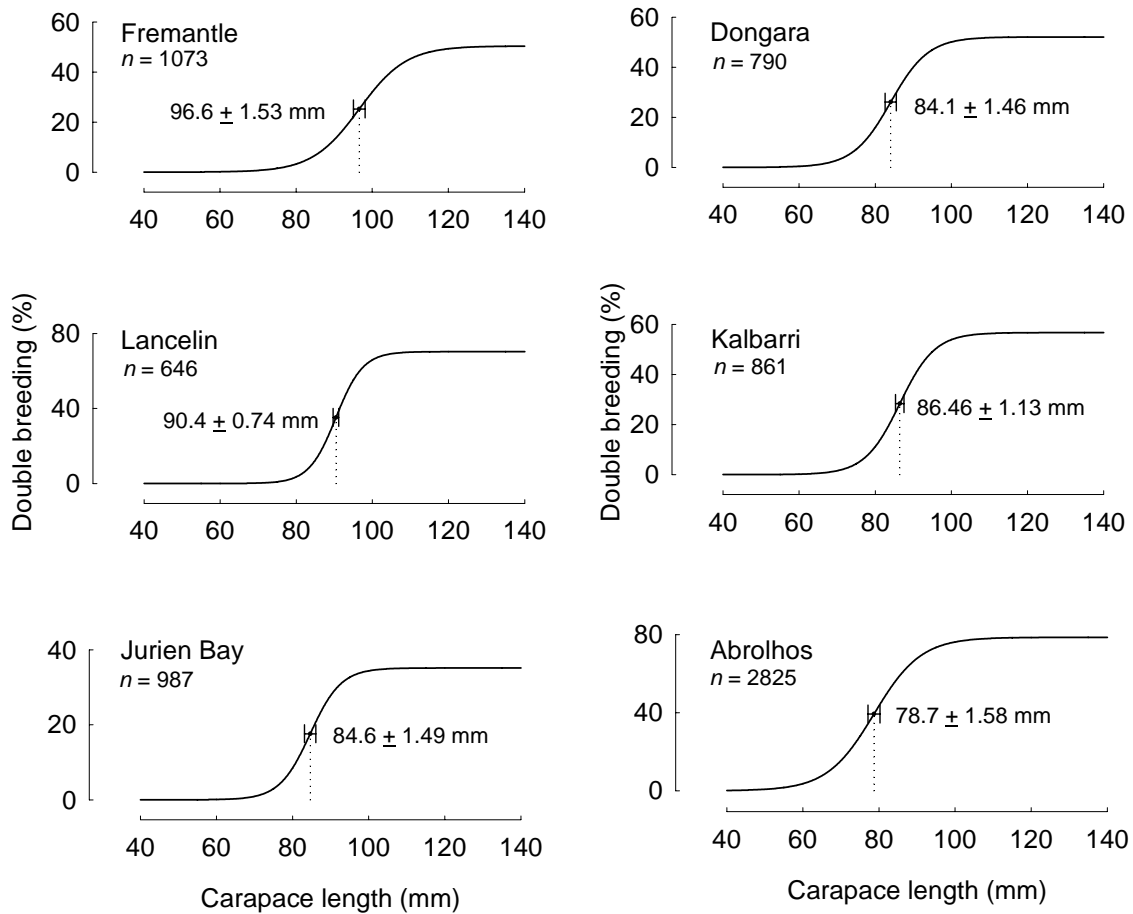 60
40
20
0
Fremantle
n = 1073
96.6 ± 1.53 mm
40 60 80 100 120 140
60
40
20
0
Dongara
n = 790
84.1 ± 1.46 mm
40 60 80 100 120 140
Double breeding (%)
80
40
0
Lancelin
n = 646
90.4 ± 0.74 mm
40 60 80 100 120 140
Double breeding (%)
60
40
20
0
Kalbarri
n = 861
86.46 ± 1.13 mm
40 60 80 100 120 140
40
20
0
Jurien Bay
n = 987
84.6 ± 1.49 mm
40 60 80 100 120 140
Carapace length (mm)
80
40
0
Abrolhos
n = 2825
78.7 ± 1.58 mm
40 60 80 100 120 140
Carapace length (mm)